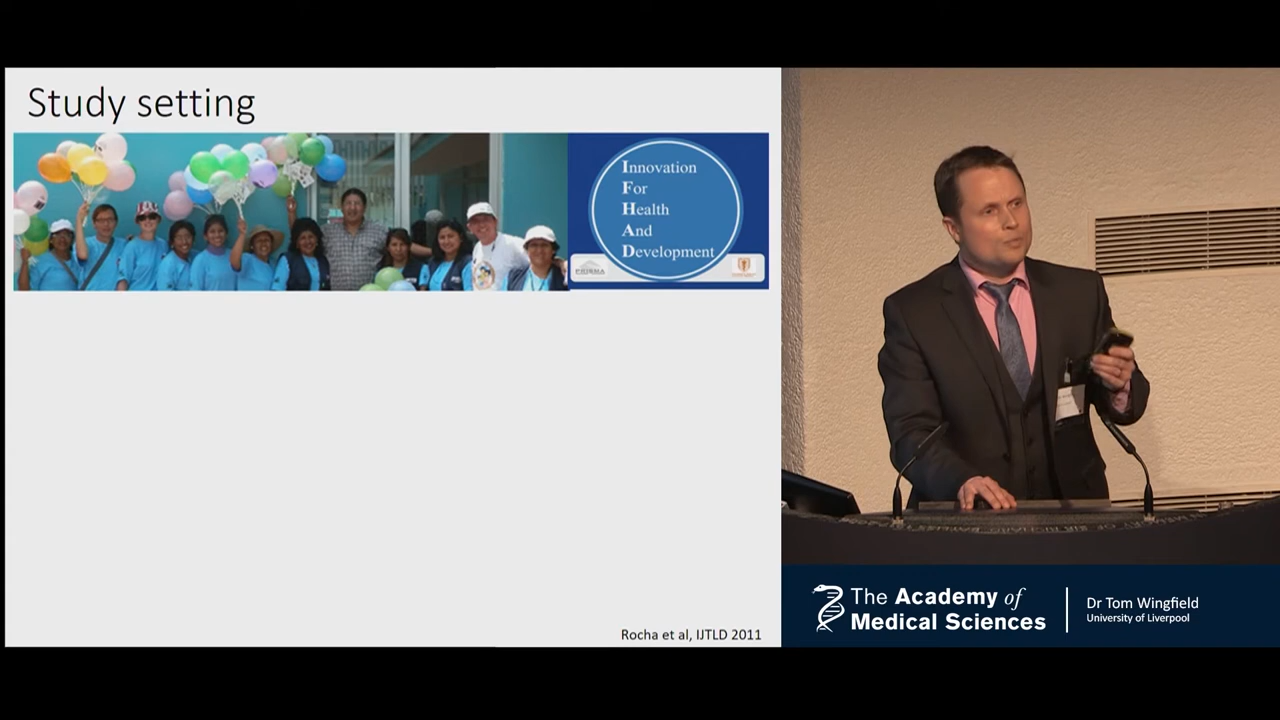 Study setting
Innovation
For
Health
And
Development
PRISMA
Rocha et al, IJTLD 2011
The Academy of
Medical Sciences
Dr Tom Wingfield
University of Liverpool